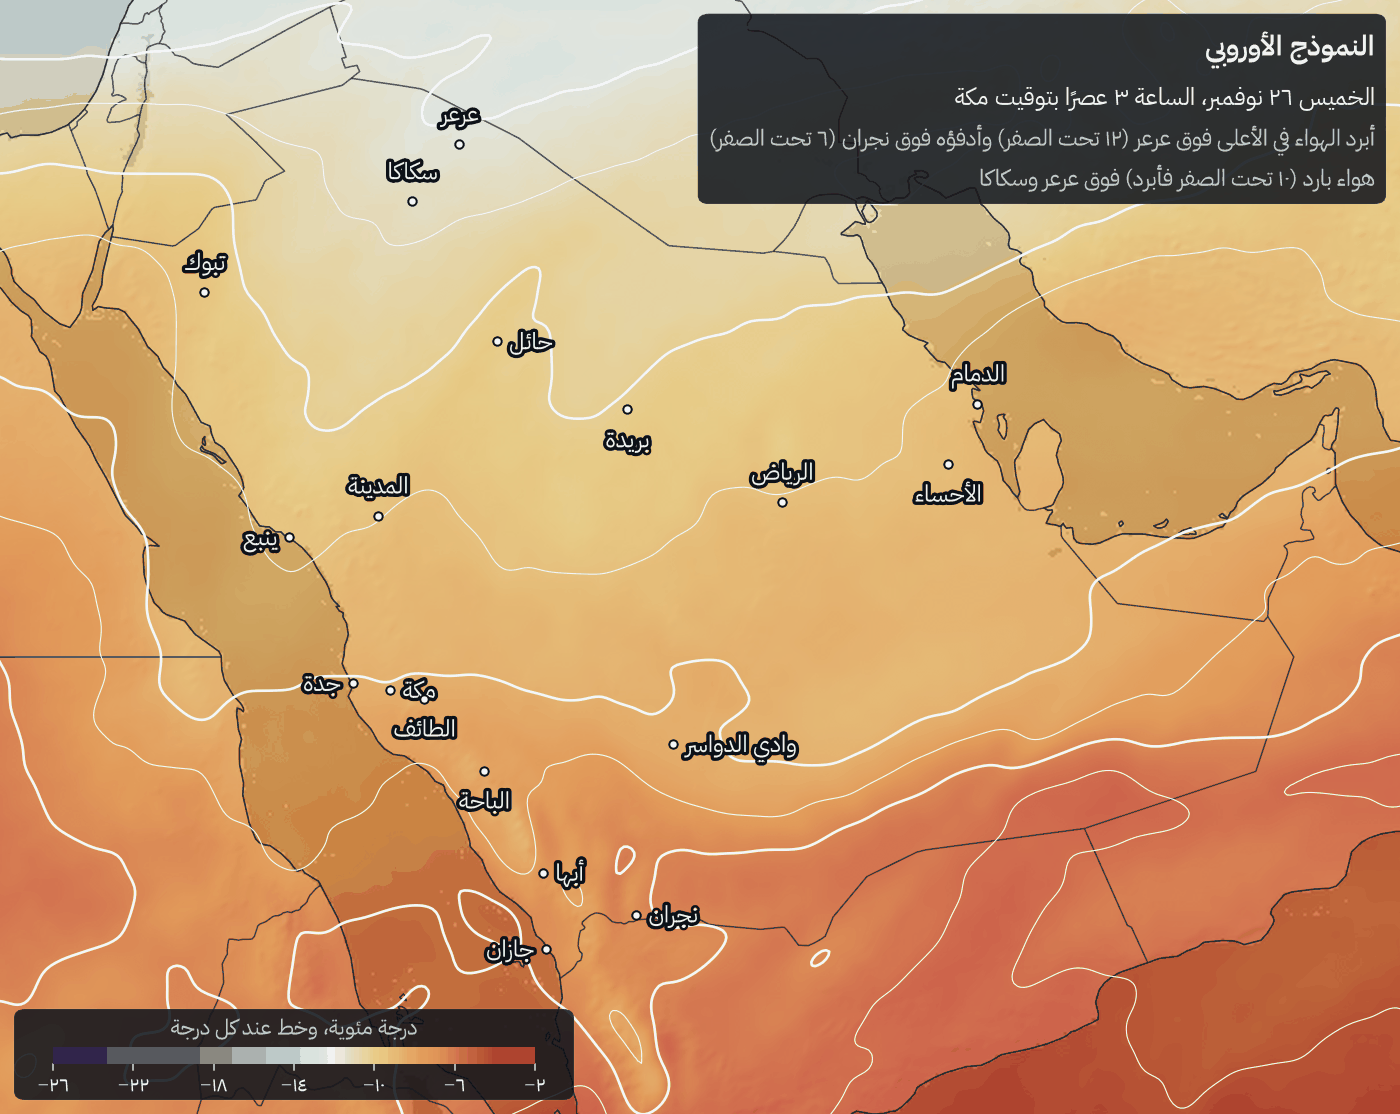 النموذج الأوروبي
الخميس ٢٦ نوفمبر، الساعة ٣ عصرًا بتوقيت مكة
أبرد الهواء في الأعلى فوق عرعر (١٢ تحت الصفر) وأدفؤه فوق نجران (٦ تحت الصفر)
هواء بارد (١٠ تحت الصفر فأبرد) فوق عرعر وسكاكا
عرعر
سكاكا
تبوك
حائل
الدمام
بريدة
الرياض
المدينة
الأحساء
ينبع
جدة
مكة
الطائف
وادي الدواسر
الباحة
أبها
نجران
جازان
درجة مئوية، وخط عند كل درجة
−٢٦ −٢٢ −١٨ −١٤ −١٠ −٦ −٢